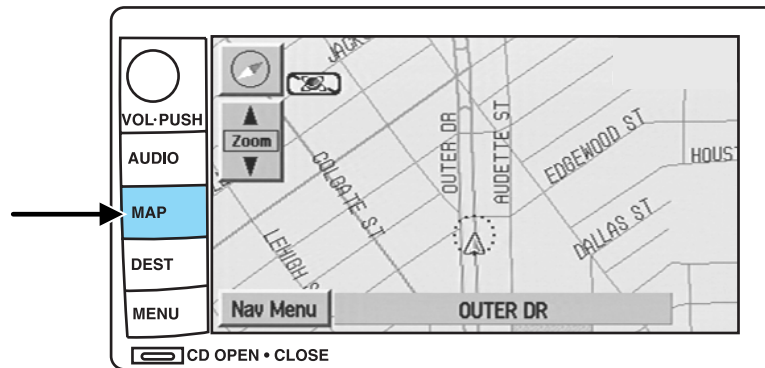 VOL·PUSH
AUDIO
MAP
DEST
MENU
CD OPEN • CLOSE
Zoom
OUTER DR
AUBETTE ST
EDGEWOOD ST
COLGATE ST
DALLAS ST
Nav Menu
OUTER DR